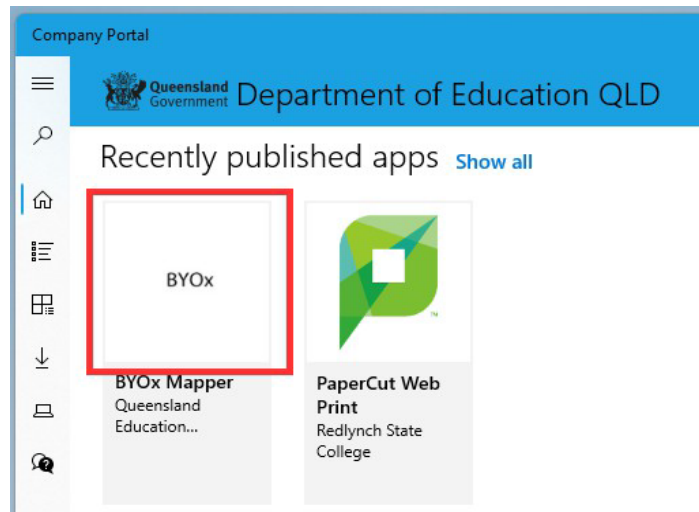 Company Portal
Queensland
Government
Department of Education QLD
Recently published apps Show all
BYOx
BYOx Mapper
Queensland
Education...
PaperCut Web
Print
Redlynch State
College
TM